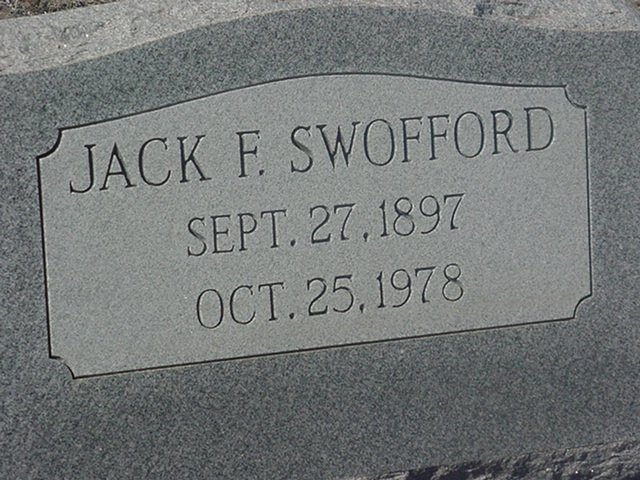 JACK F. SWOFFORD
SEPT. 27, 1897
OCT. 25, 1978